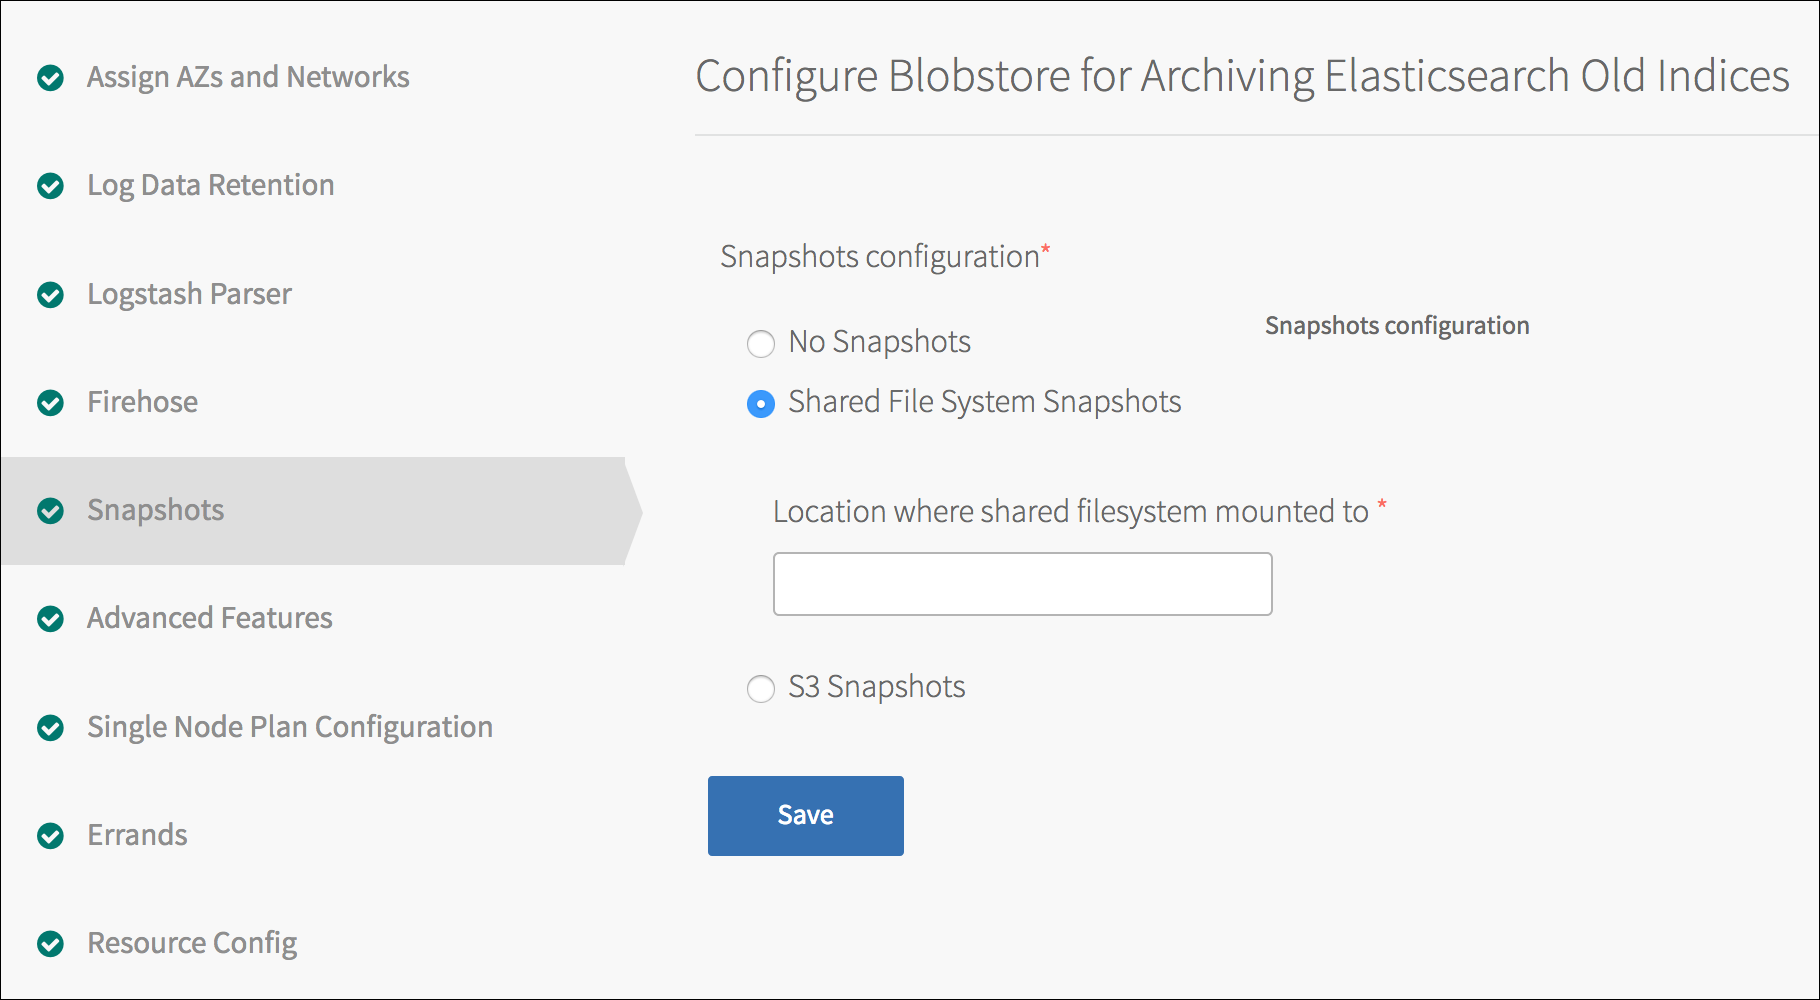 Assign AZs and Networks
Log Data Retention
Logstash Parser
Firehose
Snapshots
Advanced Features
Single Node Plan Configuration
Errands
Resource Config
Configure Blobstore for Archiving Elasticsearch Old Indices
Snapshots configuration*
No Snapshots
Snapshots configuration
Shared File System Snapshots
Location where shared filesystem mounted to *
S3 Snapshots
Save